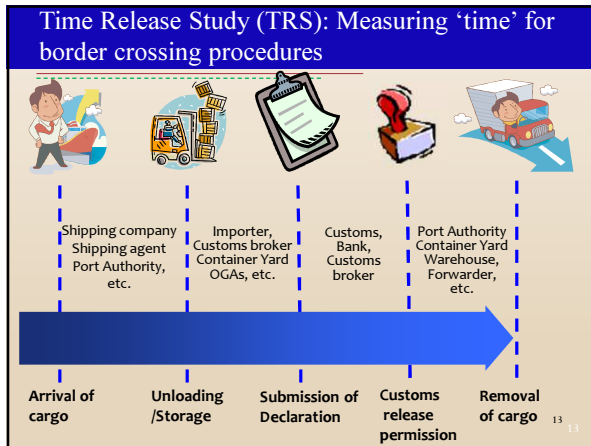 Time Release Study (TRS): Measuring ‘time’ for
border crossing procedures
Shipping company
Shipping agent
Port Authority,
etc.
Importer,
Customs broker
Container Yard
OGAs, etc.
Customs,
Bank,
Customs
broker
Port Authority
Container Yard
Warehouse,
Forwarder,
etc.
Arrival of
cargo
Unloading
/Storage
Submission of
Declaration
Customs
release
permission
Removal
of cargo
13
13